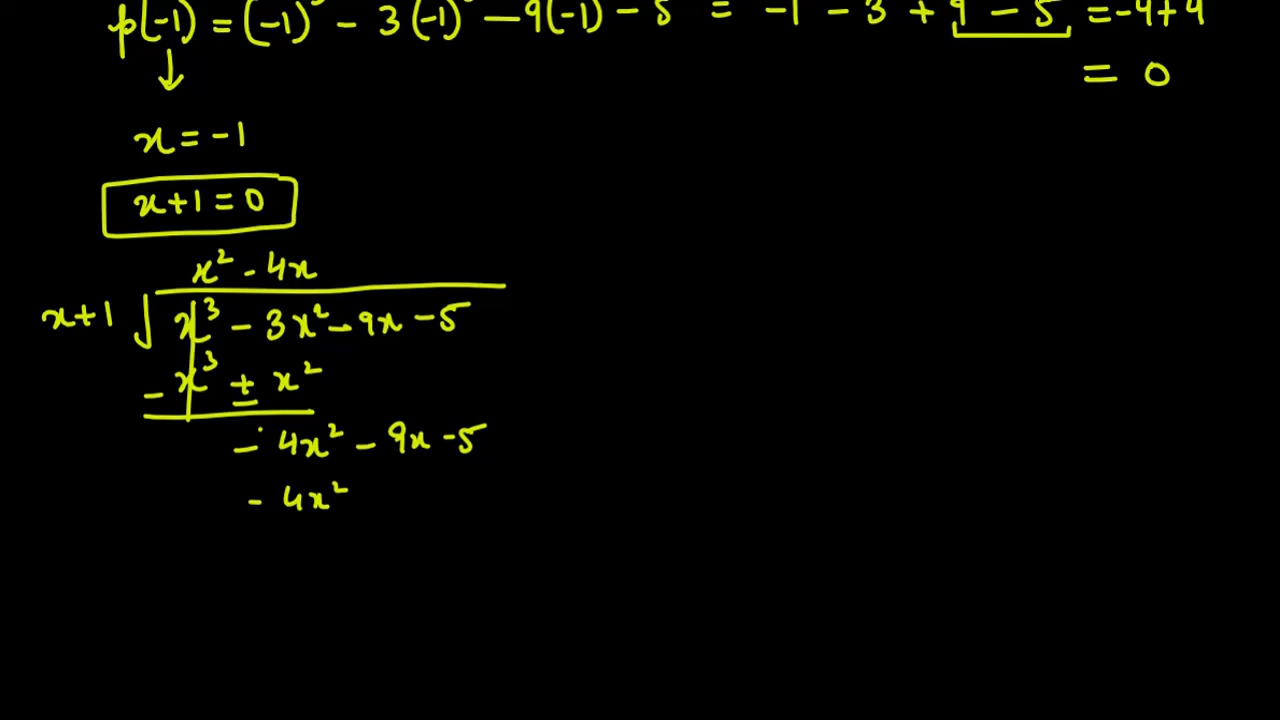 p(-1) = (-1)³ - 3(-1)² - 9(-1) - 5 = -1 - 3 + 9 - 5 = -4+4
= 0
x = -1
x+1 = 0
x² - 4x
x+1 x³ - 3x² - 9x - 5
- x³ ± x²
- 4x² - 9x - 5
- 4x²